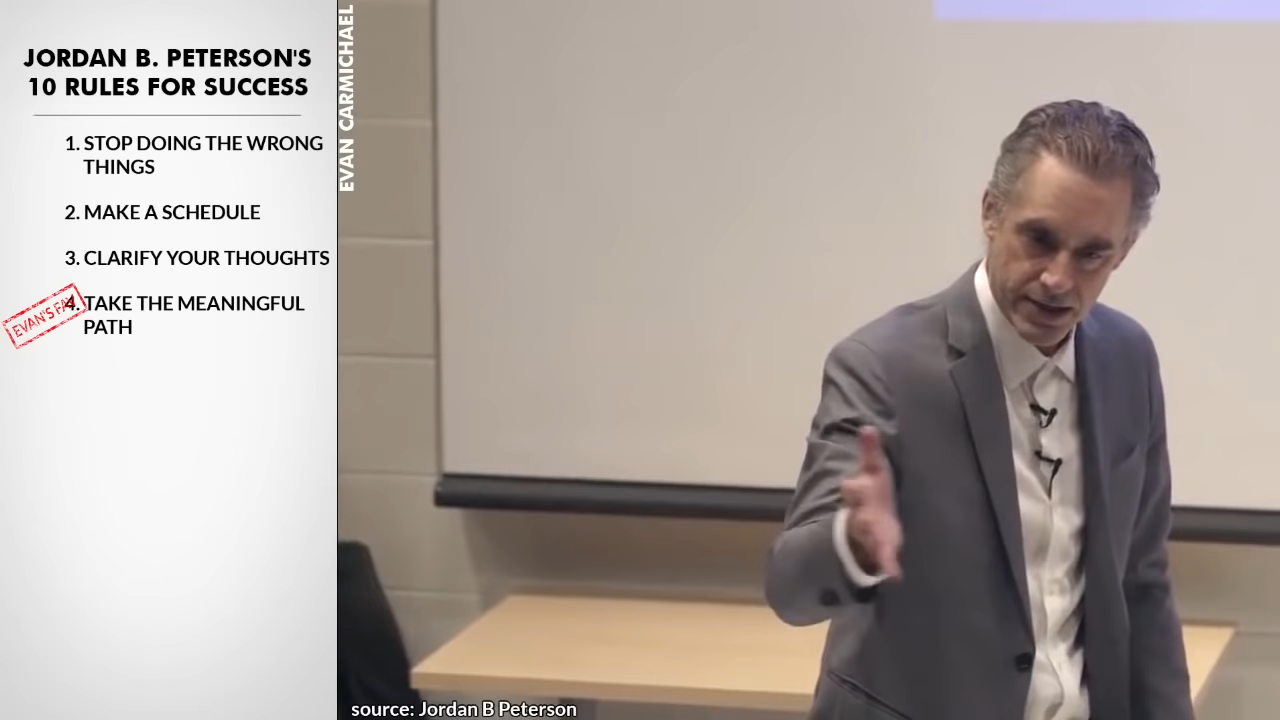 JORDAN B. PETERSON'S
10 RULES FOR SUCCESS
1. STOP DOING THE WRONG
THINGS
2. MAKE A SCHEDULE
3. CLARIFY YOUR THOUGHTS
4. TAKE THE MEANINGFUL
PATH
EVAN'S
EVAN CARMICHAEL
source: Jordan B Peterson